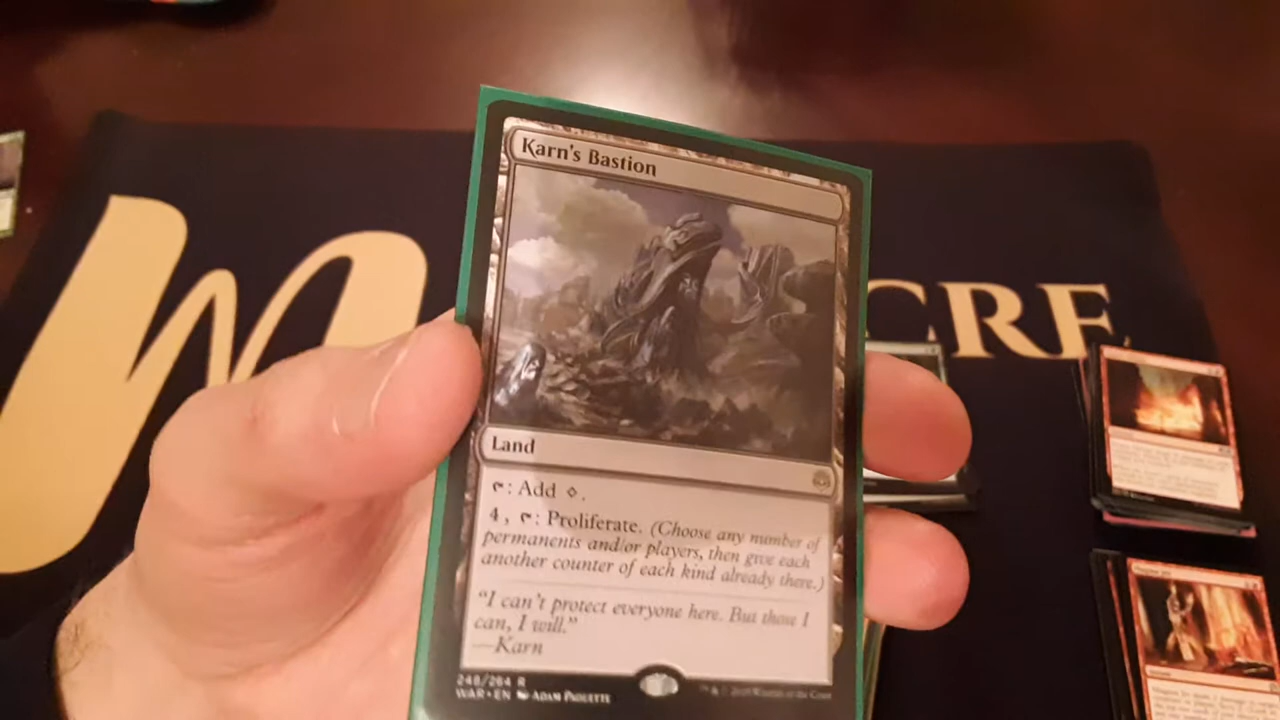 Karn's Bastion
CRE
Land
: Add .
4, : Proliferate. (Choose any number of
permanents and/or players, then give each
another counter of each kind already there.)
"I can't protect everyone here. But those I
can, I will."
—Karn
248/264 R
WAR • EN ADAM PAQUETTE